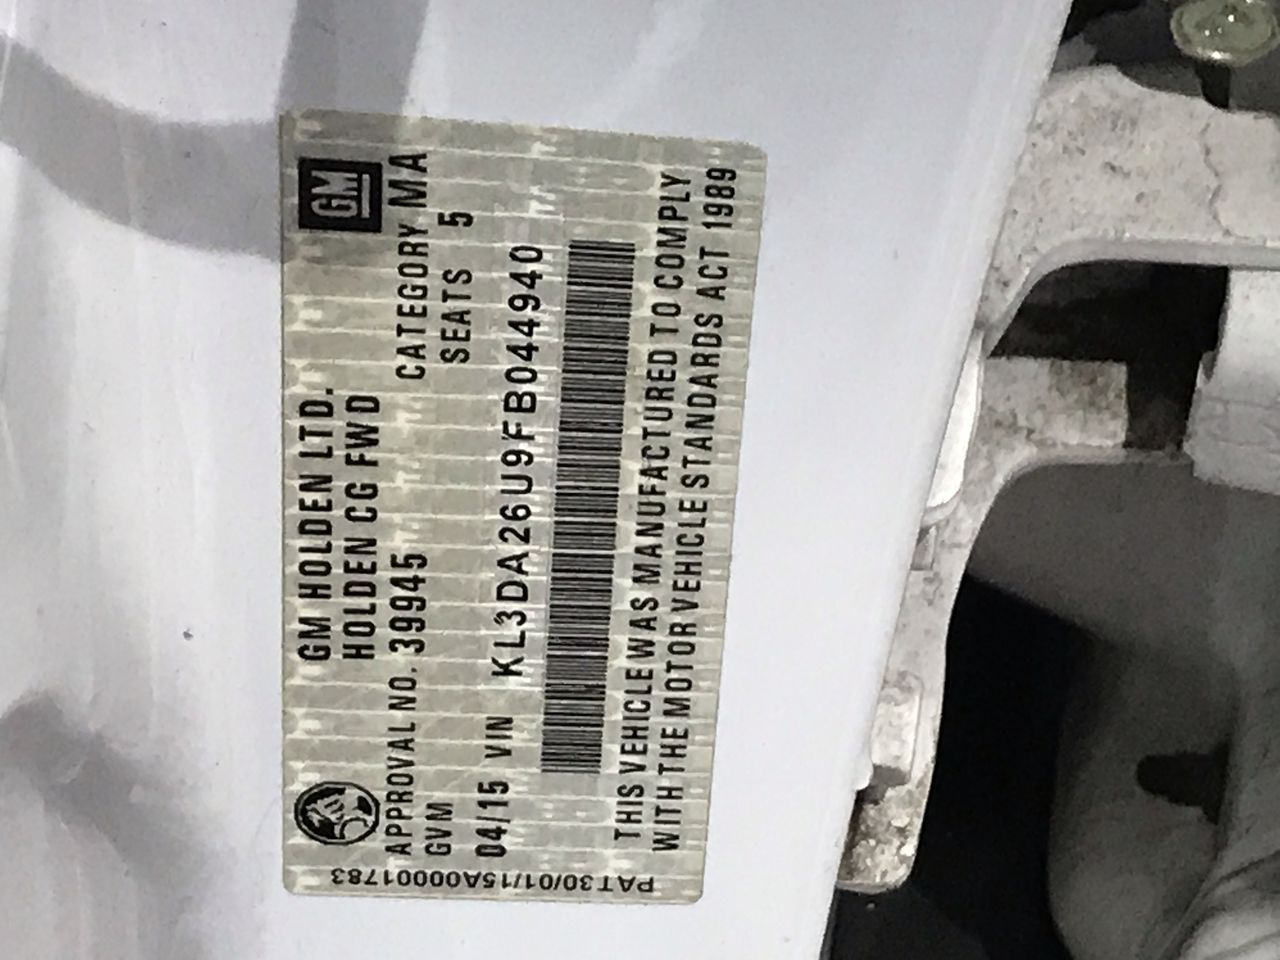 GM HOLDEN LTD.
GM
HOLDEN CG FWD
APPROVAL NO. 39945 CATEGORY MA
GVM SEATS 5
04/15 VIN KL3DA26U9FB044940
THIS VEHICLE WAS MANUFACTURED TO COMPLY
WITH THE MOTOR VEHICLE STANDARDS ACT 1989
PAT30/01/15A00001783